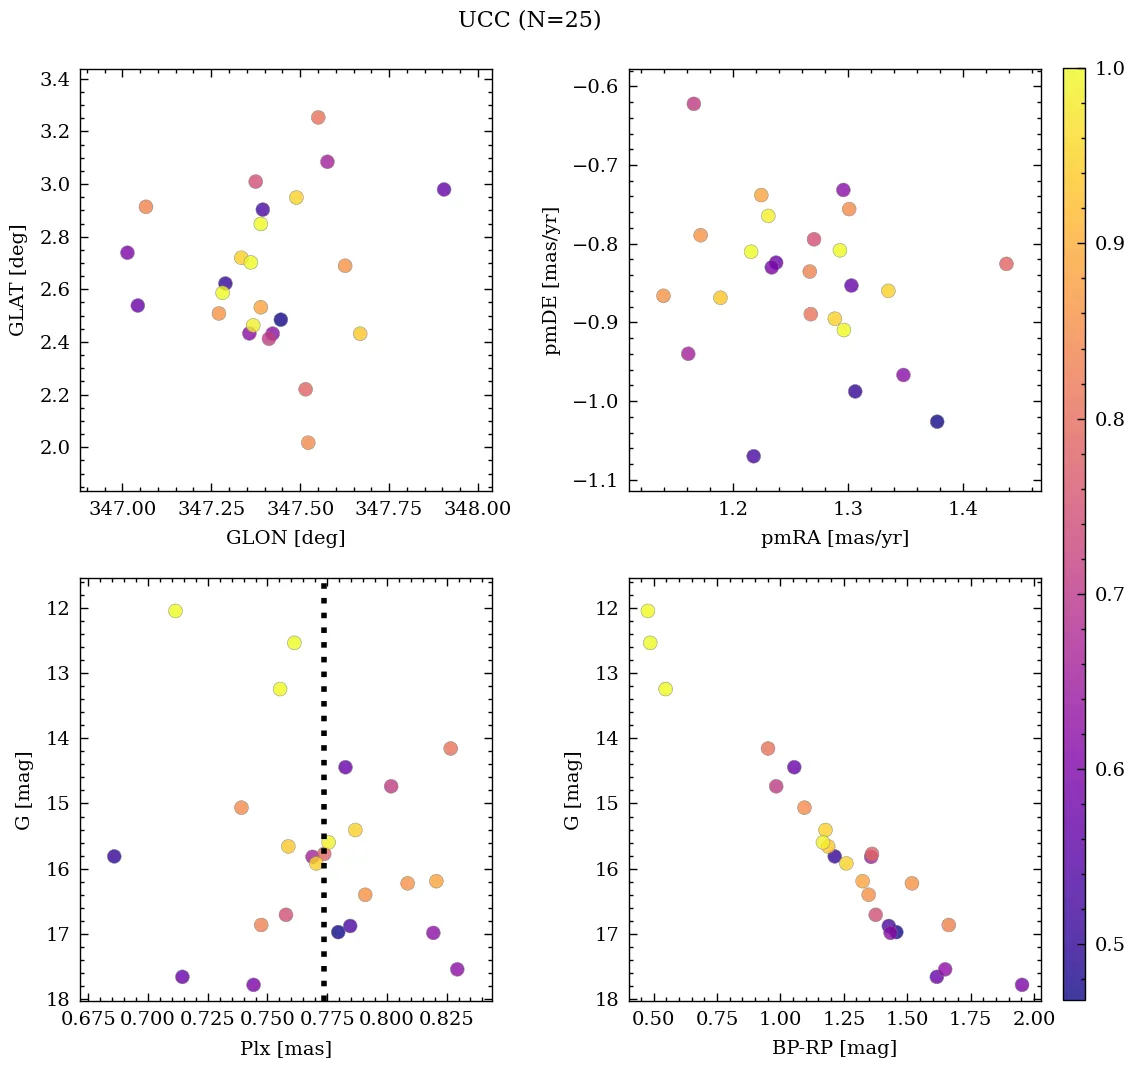 UCC (N=25)
3.4
3.2
3.0
2.8
2.6
2.4
2.2
2.0
GLAT [deg]
347.00 347.25 347.50 347.75 348.00
GLON [deg]
−0.6
−0.7
−0.8
−0.9
−1.0
−1.1
pmDE [mas/yr]
1.2 1.3 1.4
pmRA [mas/yr]
12
13
14
15
16
17
18
G [mag]
0.675 0.700 0.725 0.750 0.775 0.800 0.825
Plx [mas]
12
13
14
15
16
17
18
G [mag]
0.50 0.75 1.00 1.25 1.50 1.75 2.00
BP-RP [mag]
1.0
0.9
0.8
0.7
0.6
0.5